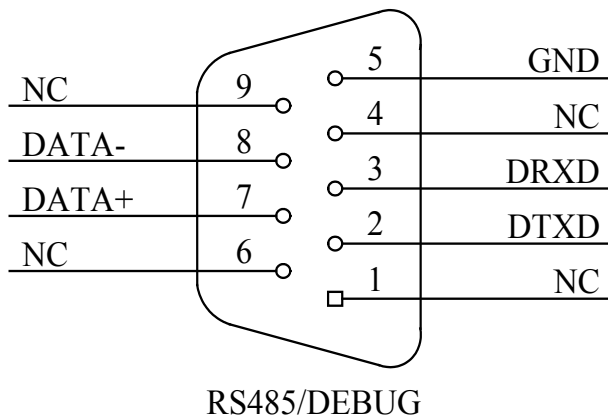 5 GND
NC 9
4 NC
DATA- 8
3 DRXD
DATA+ 7
2 DTXD
NC 6
1 NC
RS485/DEBUG